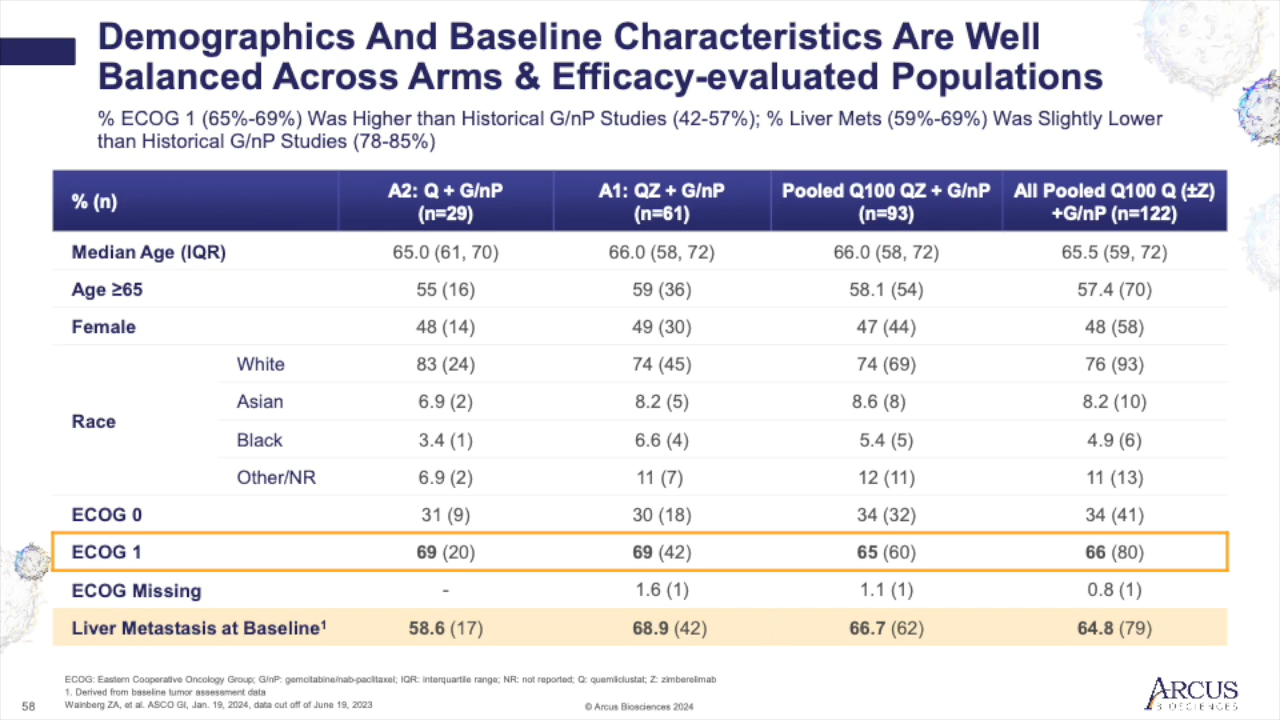 Demographics And Baseline Characteristics Are Well
Balanced Across Arms & Efficacy-evaluated Populations
% ECOG 1 (65%-69%) Was Higher than Historical G/nP Studies (42-57%); % Liver Mets (59%-69%) Was Slightly Lower
than Historical G/nP Studies (78-85%)
% (n) A2: Q + G/nP (n=29) A1: QZ + G/nP (n=61) Pooled Q100 QZ + G/nP (n=93) All Pooled Q100 Q (±Z) +G/nP (n=122)
Median Age (IQR) 65.0 (61, 70) 66.0 (58, 72) 66.0 (58, 72) 65.5 (59, 72)
Age ≥65 55 (16) 59 (36) 58.1 (54) 57.4 (70)
Female 48 (14) 49 (30) 47 (44) 48 (58)
Race
White 83 (24) 74 (45) 74 (69) 76 (93)
Asian 6.9 (2) 8.2 (5) 8.6 (8) 8.2 (10)
Black 3.4 (1) 6.6 (4) 5.4 (5) 4.9 (6)
Other/NR 6.9 (2) 11 (7) 12 (11) 11 (13)
ECOG 0 31 (9) 30 (18) 34 (32) 34 (41)
ECOG 1 69 (20) 69 (42) 65 (60) 66 (80)
ECOG Missing - 1.6 (1) 1.1 (1) 0.8 (1)
Liver Metastasis at Baseline¹ 58.6 (17) 68.9 (42) 66.7 (62) 64.8 (79)
ECOG: Eastern Cooperative Oncology Group; G/nP: gemcitabine/nab-paclitaxel; IQR: interquartile range; NR: not reported; Q: quemliclustat; Z: zimberelimab
1. Derived from baseline tumor assessment data
Wainberg ZA, et al. ASCO GI, Jan. 19, 2024, data cut off of June 19, 2023
58
© Arcus Biosciences 2024
ARCUS
BIOSCIENCES